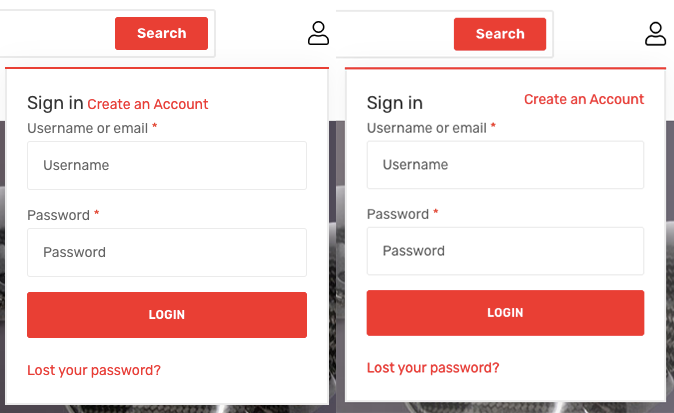 Search
Sign in Create an Account
Username or email *
Username
Password *
Password
LOGIN
Lost your password?
Search
Sign in Create an Account
Username or email *
Username
Password *
Password
LOGIN
Lost your password?